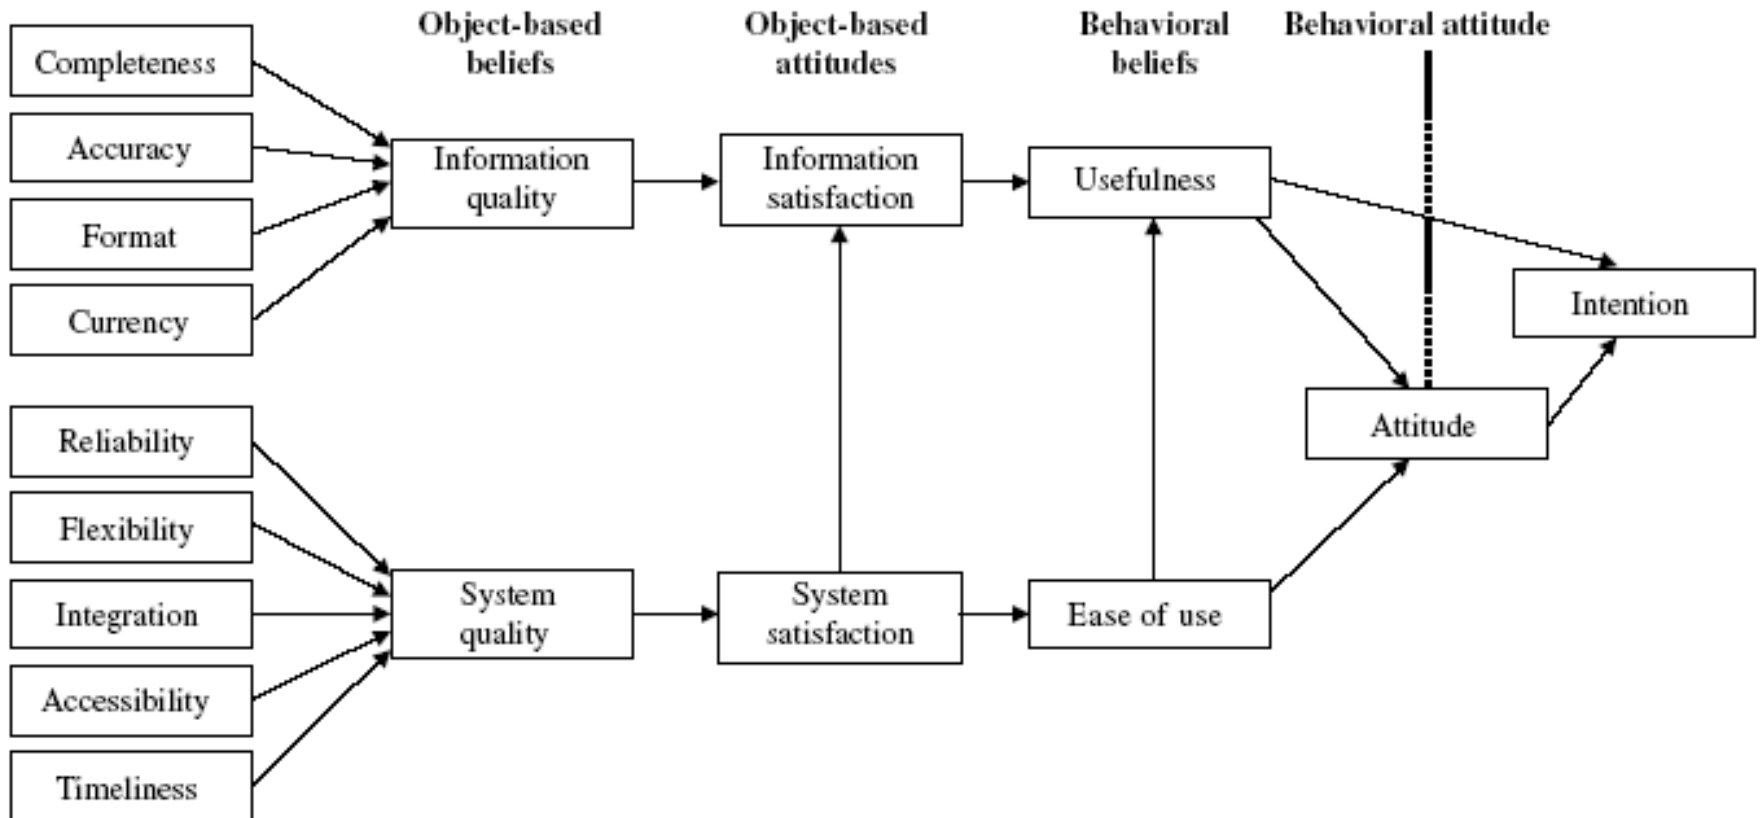 Object-based
beliefs
Object-based
attitudes
Behavioral
beliefs
Behavioral attitude
Completeness
Accuracy
Format
Currency
Information
quality
Information
satisfaction
Usefulness
Intention
Attitude
Reliability
Flexibility
Integration
Accessibility
Timeliness
System
quality
System
satisfaction
Ease of use